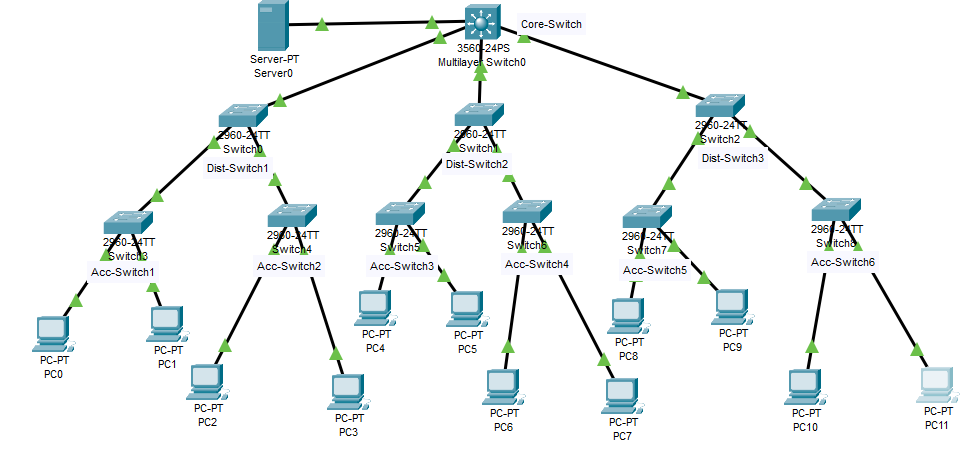 Core-Switch
3560-24PS
Multilayer Switch0
Server-PT
Server0
2960-24TT
Switch0
Dist-Switch1
2960-24TT
Switch1
Dist-Switch2
2960-24TT
Switch2
Dist-Switch3
2960-24TT
Switch3
Acc-Switch1
2960-24TT
Switch4
Acc-Switch2
2960-24TT
Switch5
Acc-Switch3
2960-24TT
Switch6
Acc-Switch4
2960-24TT
Switch7
Acc-Switch5
2960-24TT
Switch8
Acc-Switch6
PC-PT
PC0
PC-PT
PC1
PC-PT
PC2
PC-PT
PC3
PC-PT
PC4
PC-PT
PC5
PC-PT
PC6
PC-PT
PC7
PC-PT
PC8
PC-PT
PC9
PC-PT
PC10
PC-PT
PC11